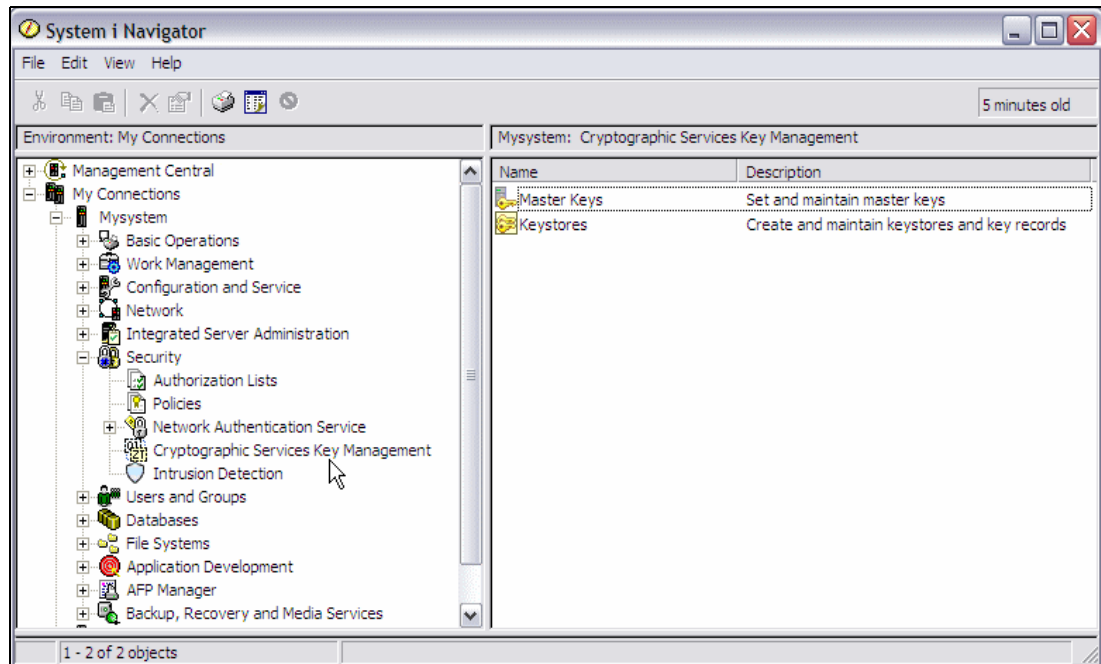 System i Navigator
File Edit View Help
5 minutes old
Environment: My Connections
Mysystem: Cryptographic Services Key Management
Management Central
My Connections
Mysystem
Basic Operations
Work Management
Configuration and Service
Network
Integrated Server Administration
Security
Authorization Lists
Policies
Network Authentication Service
Cryptographic Services Key Management
Intrusion Detection
Users and Groups
Databases
File Systems
Application Development
AFP Manager
Backup, Recovery and Media Services
Name Description
Master Keys Set and maintain master keys
Keystores Create and maintain keystores and key records
1 - 2 of 2 objects